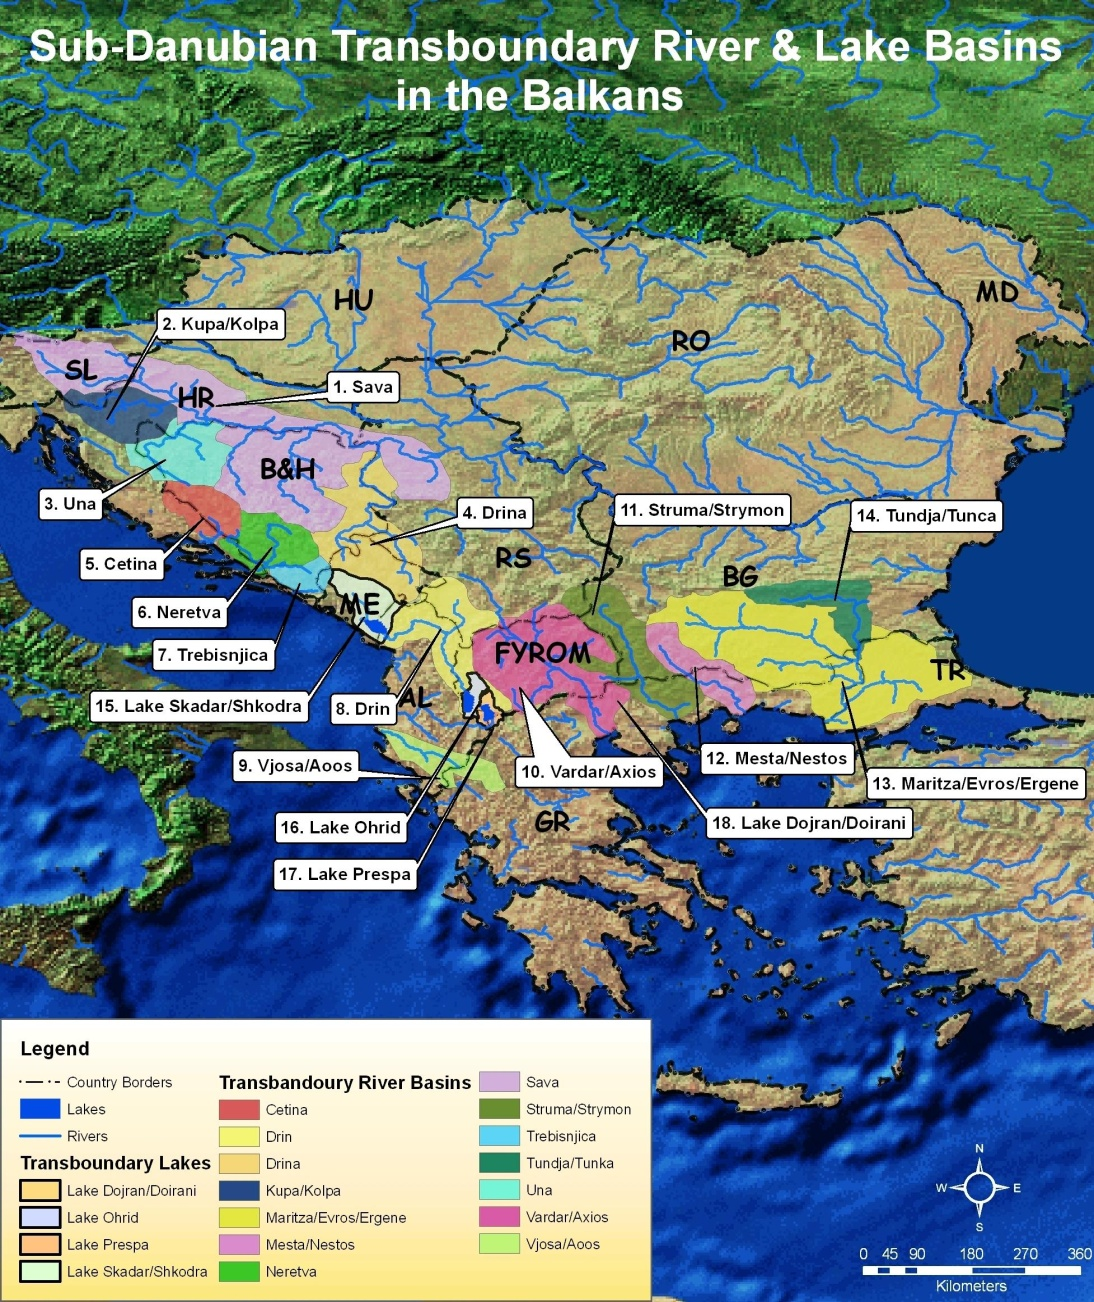 Sub-Danubian Transboundary River & Lake Basins
in the Balkans
HU
MD
RO
2. Kupa/Kolpa
SL
HR
1. Sava
B&H
3. Una
4. Drina
11. Struma/Strymon
14. Tundja/Tunca
5. Cetina
RS
BG
6. Neretva
ME
7. Trebisnjica
FYROM
TR
15. Lake Skadar/Shkodra
8. Drin
AL
9. Vjosa/Aoos
10. Vardar/Axios
12. Mesta/Nestos
13. Maritza/Evros/Ergene
16. Lake Ohrid
GR
18. Lake Dojran/Doirani
17. Lake Prespa
Legend
Country Borders
Lakes
Rivers
Transboundary Lakes
Lake Dojran/Doirani
Lake Ohrid
Lake Prespa
Lake Skadar/Shkodra
Transbandoury River Basins
Cetina
Drin
Drina
Kupa/Kolpa
Maritza/Evros/Ergene
Mesta/Nestos
Neretva
Sava
Struma/Strymon
Trebisnjica
Tundja/Tunka
Una
Vardar/Axios
Vjosa/Aoos
N
W E
S
0 45 90 180 270 360
Kilometers